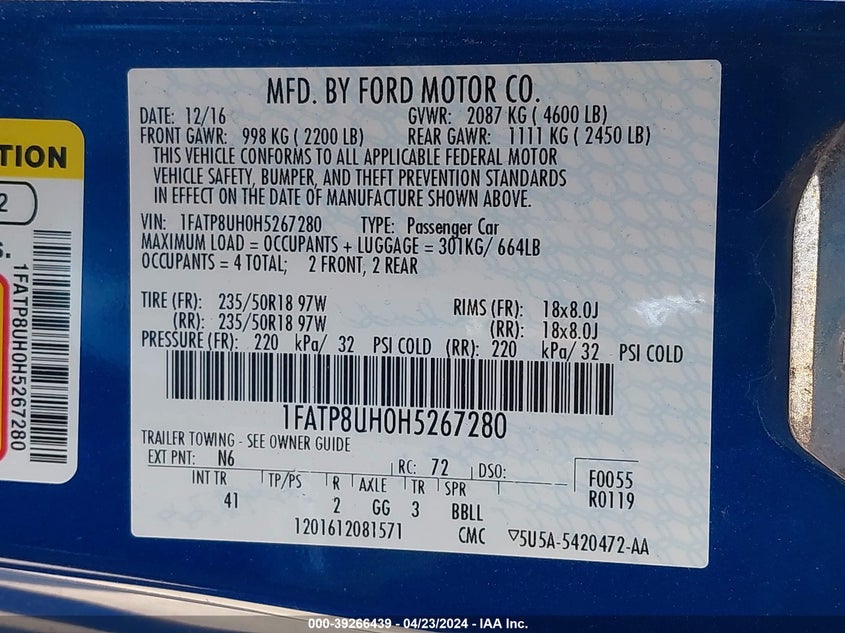 MFD. BY FORD MOTOR CO.
DATE: 12/16 GVWR: 2087 KG ( 4600 LB)
FRONT GAWR: 998 KG ( 2200 LB) REAR GAWR: 1111 KG ( 2450 LB)
THIS VEHICLE CONFORMS TO ALL APPLICABLE FEDERAL MOTOR
VEHICLE SAFETY, BUMPER, AND THEFT PREVENTION STANDARDS
IN EFFECT ON THE DATE OF MANUFACTURE SHOWN ABOVE.
VIN: 1FATP8UH0H5267280 TYPE: Passenger Car
MAXIMUM LOAD = OCCUPANTS + LUGGAGE = 301KG/ 664LB
OCCUPANTS = 4 TOTAL; 2 FRONT, 2 REAR
TIRE (FR): 235/50R18 97W RIMS (FR): 18x8.0J
(RR): 235/50R18 97W (RR): 18x8.0J
PRESSURE (FR): 220 kPa/ 32 PSI COLD (RR): 220 kPa/ 32 PSI COLD
1FATP8UH0H5267280
TRAILER TOWING - SEE OWNER GUIDE
EXT PNT: N6 RC: 72 DSO: F0055
R0119
INT TR TP/PS R AXLE TR SPR
41 2 GG 3 BBLL
1201612081571 CMC ▽5U5A-5420472-AA
TION
2
S.
1FATP8UH0H5267280
000-39266439 - 04/23/2024 - IAA Inc.